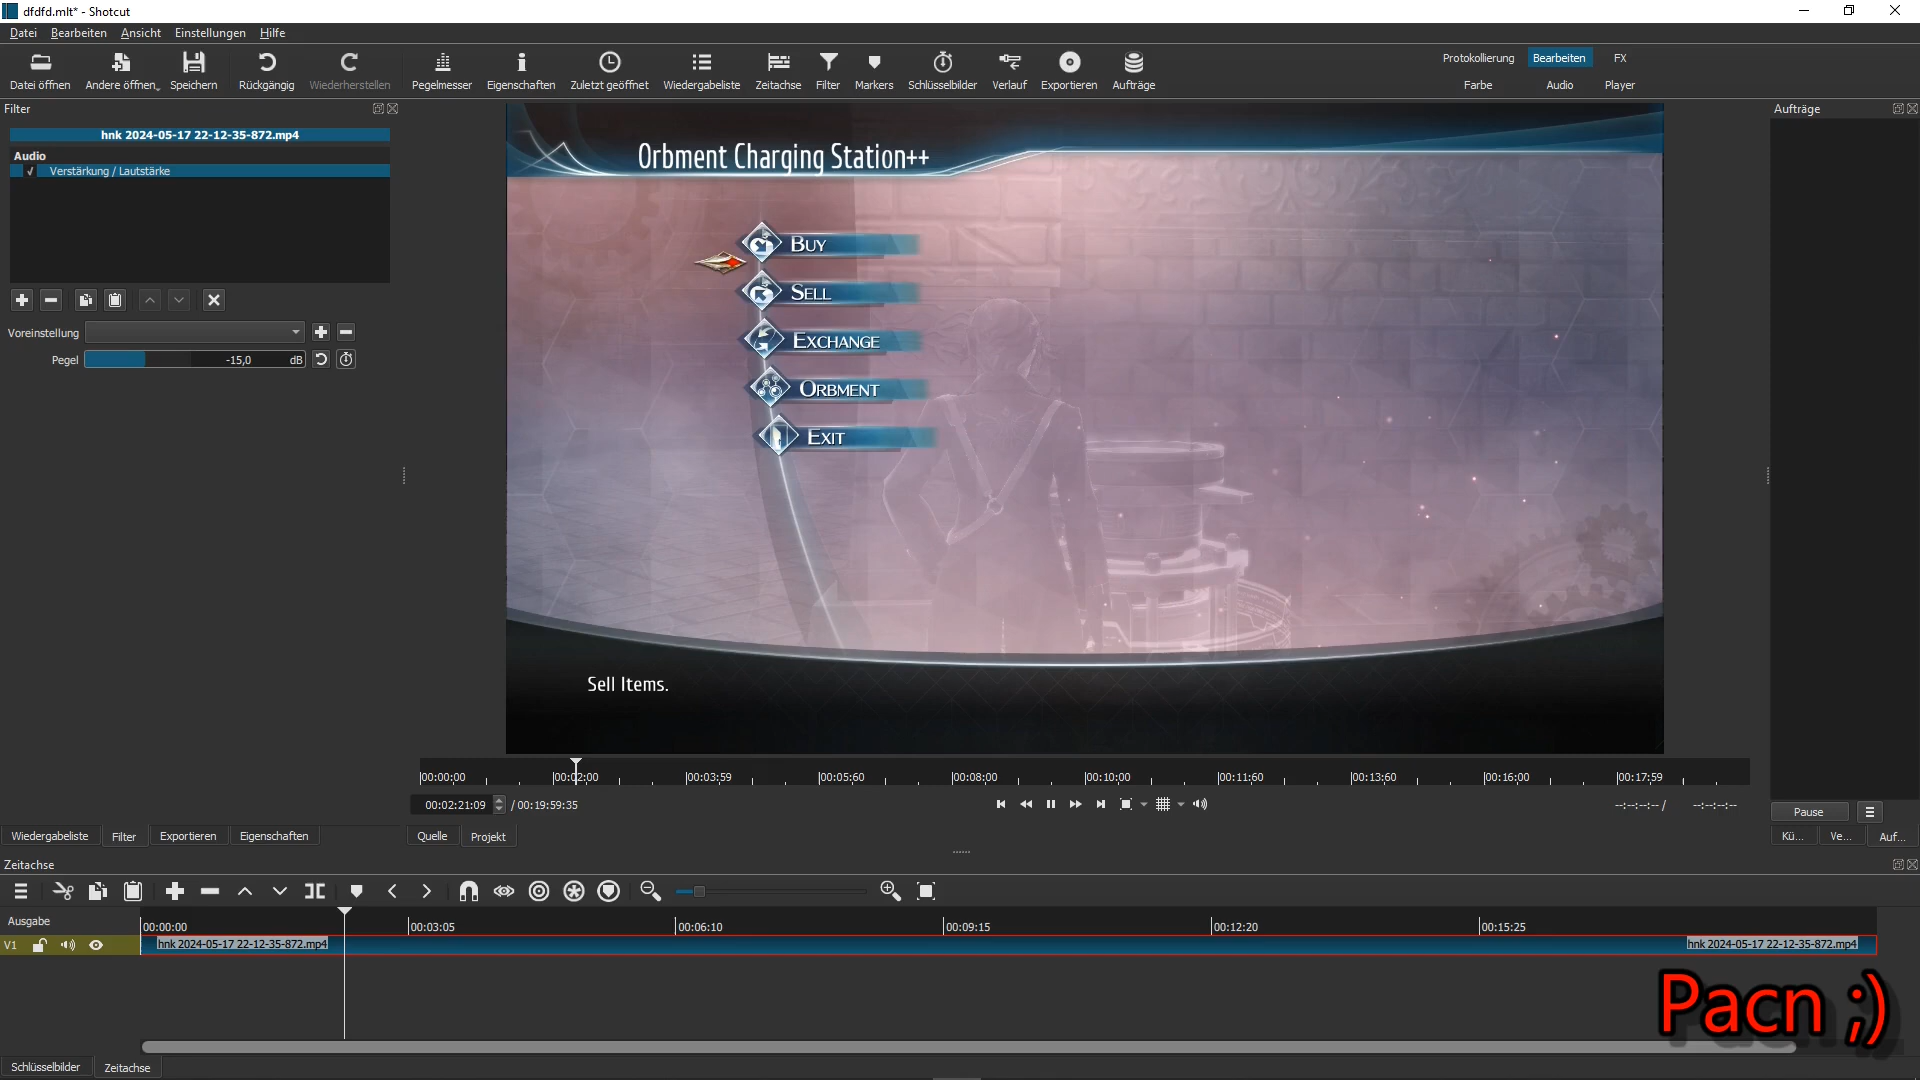 dfdfd.mlt* - Shotcut
Datei Bearbeiten Ansicht Einstellungen Hilfe
Datei öffnen Andere öffnen Speichern Rückgängig Wiederherstellen Pegelmesser Eigenschaften Zuletzt geöffnet Wiedergabeliste Zeitachse Filter Markers Schlüsselbilder Verlauf Exportieren Aufträge
Protokollierung Bearbeiten FX
Farbe Audio Player
Filter
hnk 2024-05-17 22-12-35-872.mp4
Audio
Verstärkung / Lautstärke
Voreinstellung
Pegel -15,0 dB
Orbment Charging Station++
BUY
SELL
EXCHANGE
ORBMENT
EXIT
Sell Items.
Aufträge
00:00:00 00:02:00 00:03:59 00:05:60 00:08:00 00:10:00 00:11:60 00:13:60 00:16:00 00:17:59
00:02:21:09 / 00:19:59:35 --:--:--:-- / --:--:--:--
Pause
Wiedergabeliste Filter Exportieren Eigenschaften Quelle Projekt Kü... Ve... Auf...
Zeitachse
Ausgabe
00:00:00 00:03:05 00:06:10 00:09:15 00:12:20 00:15:25
V1 hnk 2024-05-17 22-12-35-872.mp4 hnk 2024-05-17 22-12-35-872.mp4
Pacn ;)
Schlüsselbilder Zeitachse